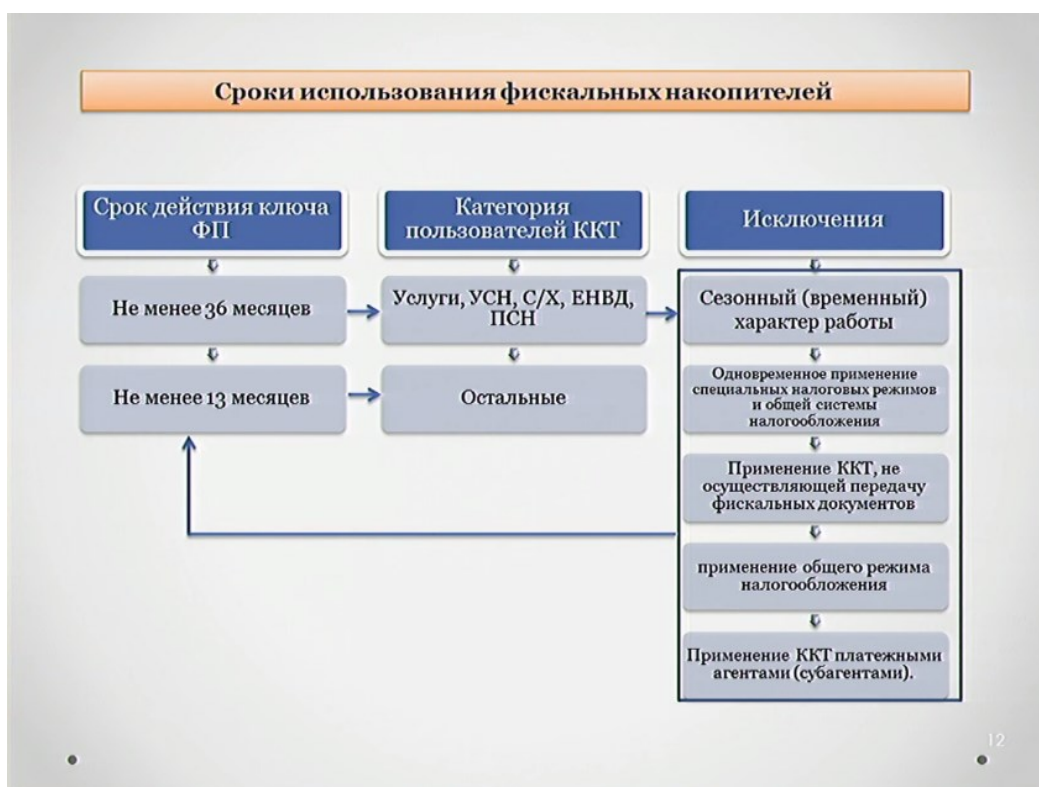 Сроки использования фискальных накопителей
Срок действия ключа
ФП
Не менее 36 месяцев
Не менее 13 месяцев
Категория
пользователей ККТ
Услуги, УСН, С/Х, ЕНВД,
ПСН
Остальные
Исключения
Сезонный (временный)
характер работы
Одновременное применение
специальных налоговых режимов
и общей системы
налогообложения
Применение ККТ, не
осуществляющей передачу
фискальных документов
применение общего режима
налогообложения
Применение ККТ платежными
агентами (субагентами).
12